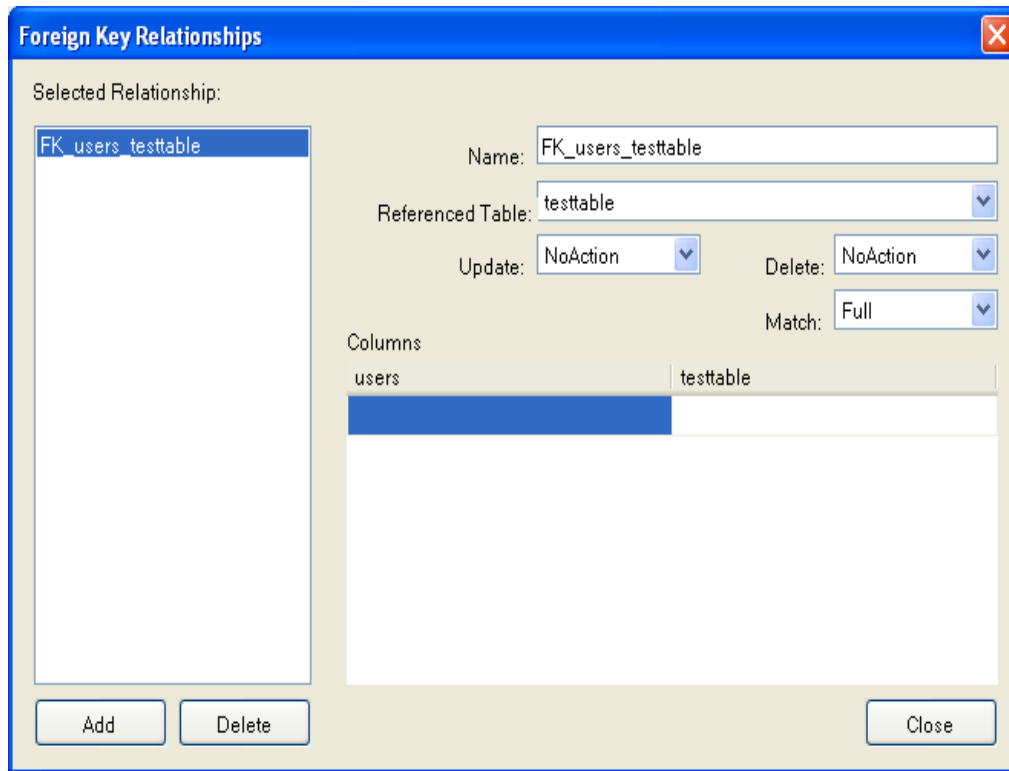 Foreign Key Relationships
Selected Relationship:
FK_users_testtable
Name: FK_users_testtable
Referenced Table: testtable
Update: NoAction
Delete: NoAction
Match: Full
Columns
users testtable
Add Delete Close